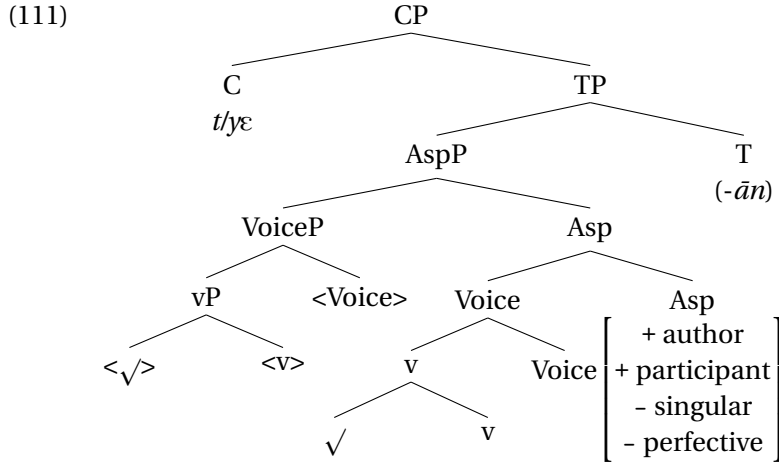 (111) CP
C TP
t/yɛ
AspP T
(-ān)
VoiceP Asp
vP <Voice> Voice Asp
<√> <v> v Voice + author
+ participant
√ v – singular
– perfective